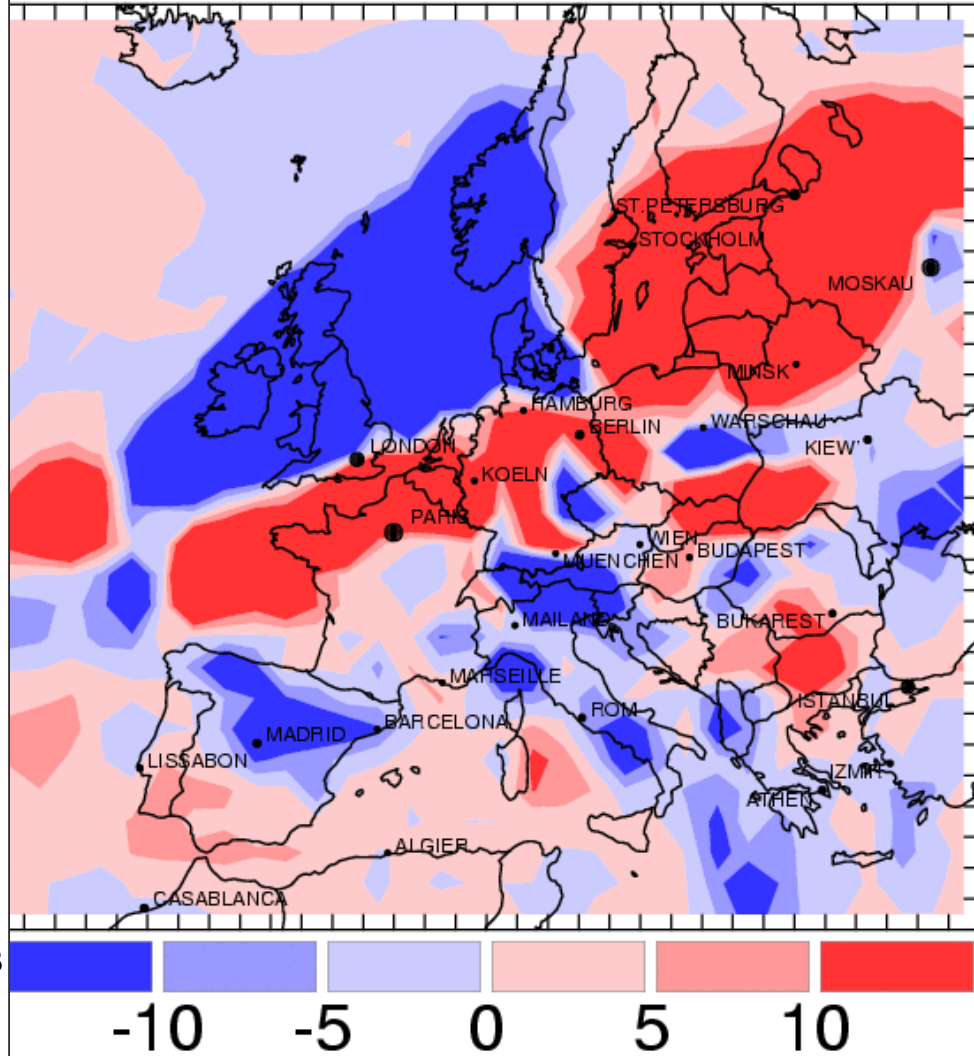 ST.PETERSBURG
STOCKHOLM
MOSKAU
MINSK
HAMBURG
WARSCHAU
BERLIN
LONDON
KIEW'
KOELN
PARIS
WIEN
BUDAPEST
MUENCHEN
MAILAND
BUKAREST
MARSEILLE
ISTANBUL
ROM
BARCELONA
MADRID
LISSABON
IZMIR
ATHEN
ALGIER
CASABLANCA
-10 -5 0 5 10